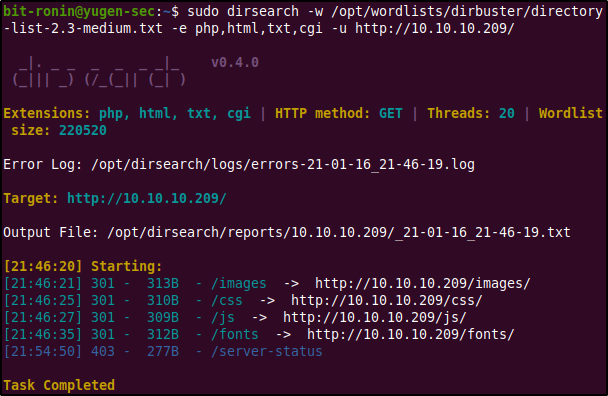 bit-ronin@yugen-sec:~$ sudo dirsearch -w /opt/wordlists/dirbuster/directory
-list-2.3-medium.txt -e php,html,txt,cgi -u http://10.10.10.209/
  _|. _ _  _  _  _ _|_    v0.4.0
 (_||| _) (/_(_|| (_| )
Extensions: php, html, txt, cgi | HTTP method: GET | Threads: 20 | Wordlist
 size: 220520
Error Log: /opt/dirsearch/logs/errors-21-01-16_21-46-19.log
Target: http://10.10.10.209/
Output File: /opt/dirsearch/reports/10.10.10.209/_21-01-16_21-46-19.txt
[21:46:20] Starting:
[21:46:21] 301 -  313B  - /images  ->  http://10.10.10.209/images/
[21:46:25] 301 -  310B  - /css  ->  http://10.10.10.209/css/
[21:46:27] 301 -  309B  - /js  ->  http://10.10.10.209/js/
[21:46:35] 301 -  312B  - /fonts  ->  http://10.10.10.209/fonts/
[21:54:50] 403 -  277B  - /server-status
Task Completed